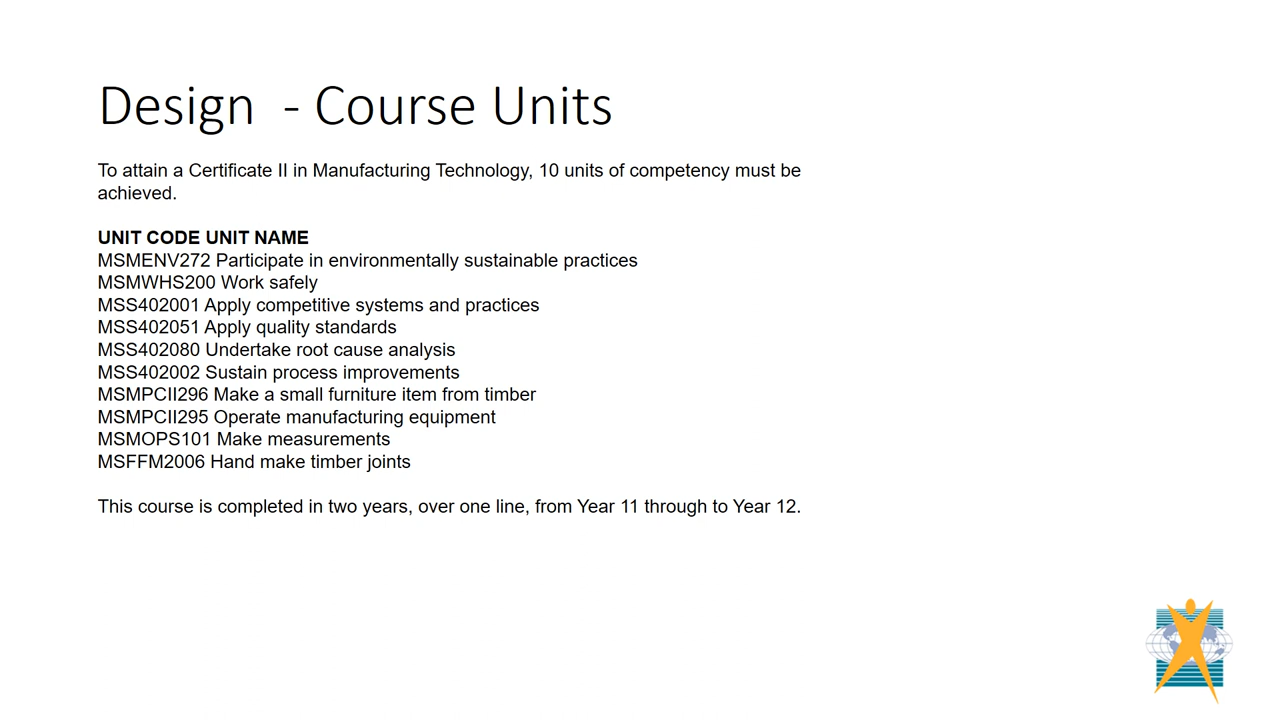 Design  - Course Units
To attain a Certificate II in Manufacturing Technology, 10 units of competency must be
achieved.
UNIT CODE UNIT NAME
MSMENV272 Participate in environmentally sustainable practices
MSMWHS200 Work safely
MSS402001 Apply competitive systems and practices
MSS402051 Apply quality standards
MSS402080 Undertake root cause analysis
MSS402002 Sustain process improvements
MSMPCII296 Make a small furniture item from timber
MSMPCII295 Operate manufacturing equipment
MSMOPS101 Make measurements
MSFFM2006 Hand make timber joints
This course is completed in two years, over one line, from Year 11 through to Year 12.